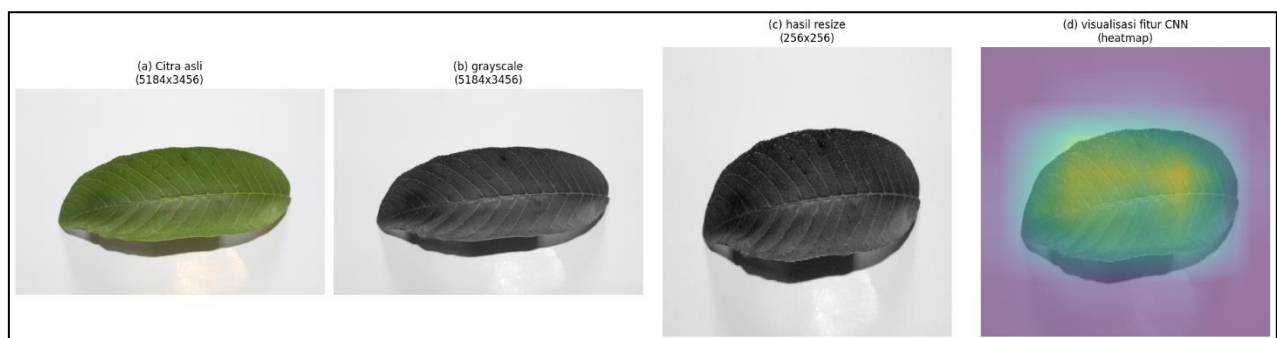 (a) Citra asli
(5184x3456)
(b) grayscale
(5184x3456)
(c) hasil resize
(256x256)
(d) visualisasi fitur CNN
(heatmap)